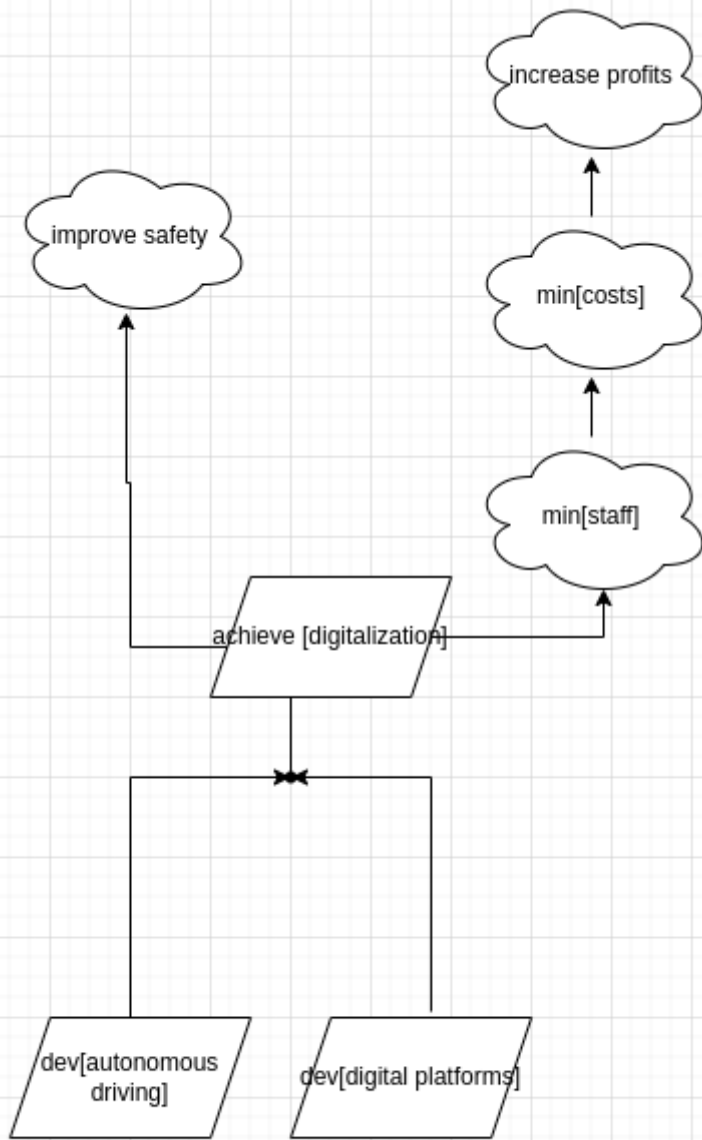 increase profits
improve safety
min[costs]
min[staff]
achieve [digitalization]
dev[autonomous
driving]
dev[digital platforms]